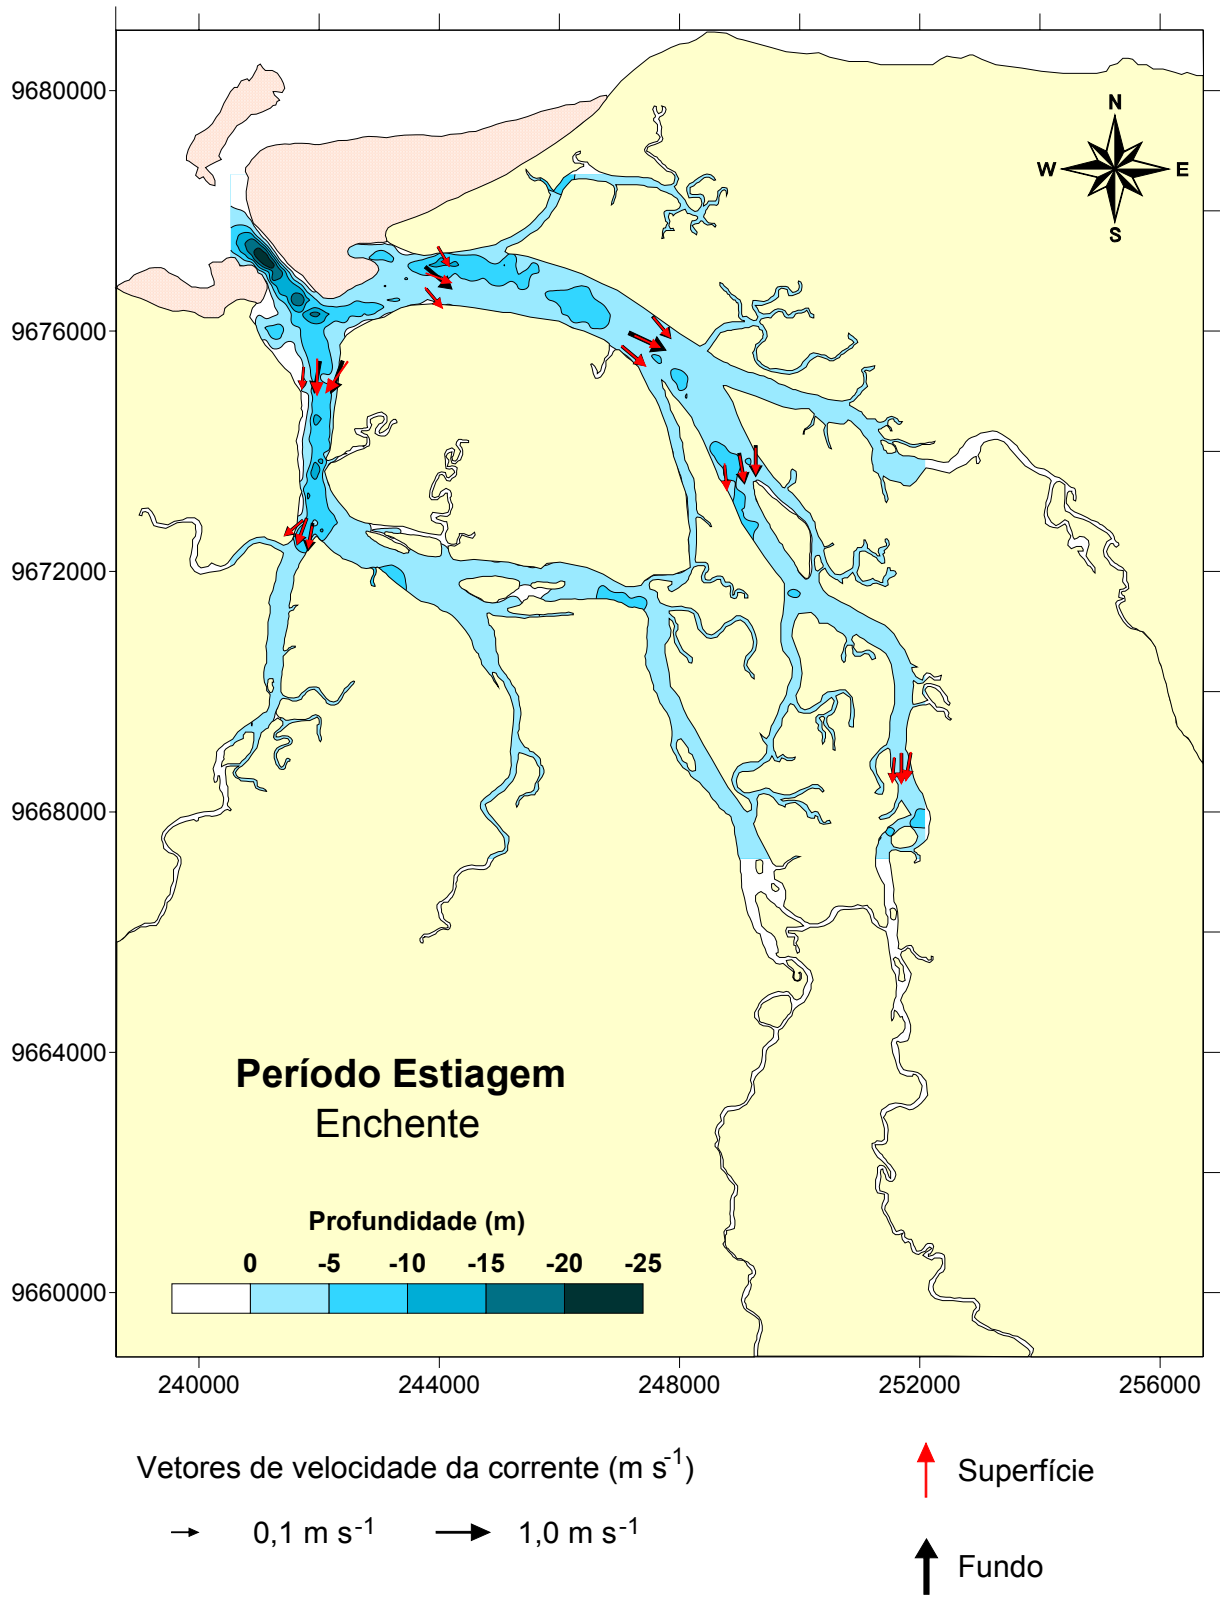 9680000
9676000
9672000
9668000
9664000
9660000
N
W E
S
Período Estiagem
Enchente
Profundidade (m)
0 -5 -10 -15 -20 -25
240000 244000 248000 252000 256000
Vetores de velocidade da corrente (m s⁻¹)
0,1 m s⁻¹ 1,0 m s⁻¹
Superfície
Fundo